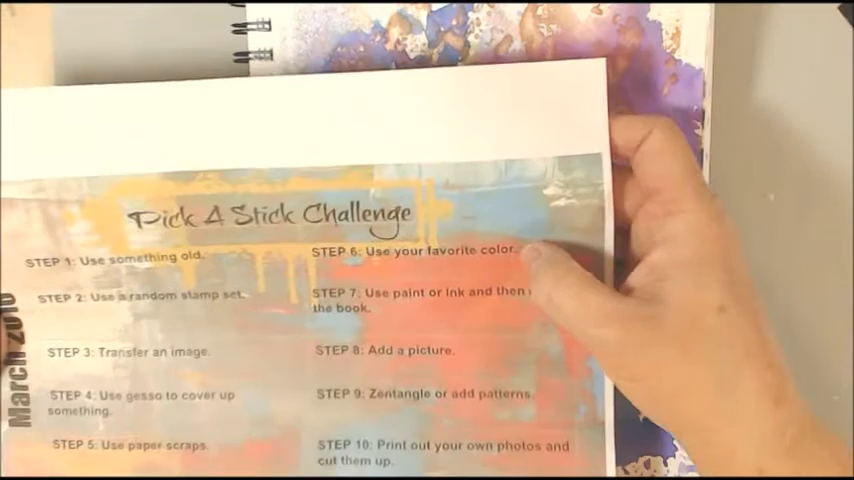 Pick A Stick Challenge
STEP 1: Use something old.
STEP 2: Use a random stamp set.
STEP 3: Transfer an image.
STEP 4: Use gesso to cover up
something.
STEP 5: Use paper scraps.
STEP 6: Use your favorite color.
STEP 7: Use paint or ink and then
the book.
STEP 8: Add a picture.
STEP 9: Zentangle or add patterns.
STEP 10: Print out your own photos and
cut them up.
March 2016